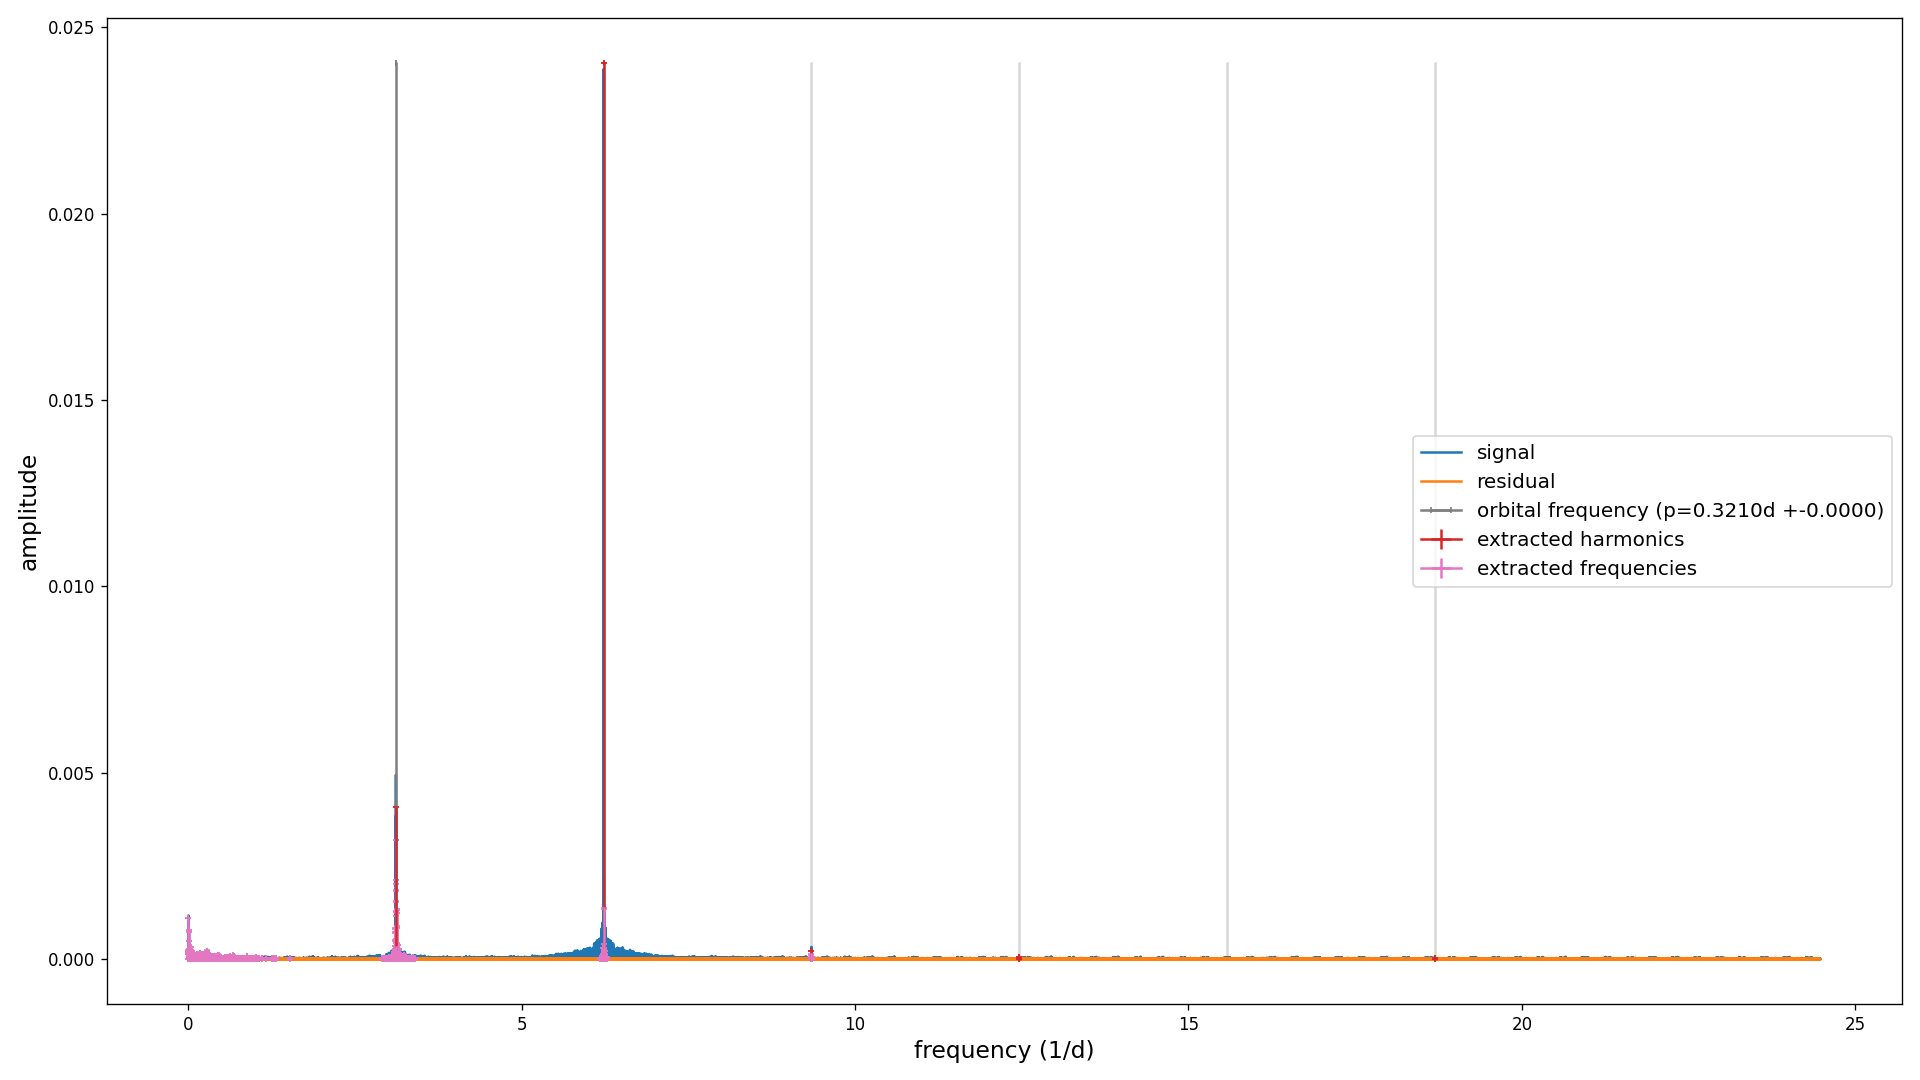 0.025
0.020
0.015
0.010
0.005
0.000
amplitude
signal
residual
orbital frequency (p=0.3210d +-0.0000)
extracted harmonics
extracted frequencies
0 5 10 15 20 25
frequency (1/d)